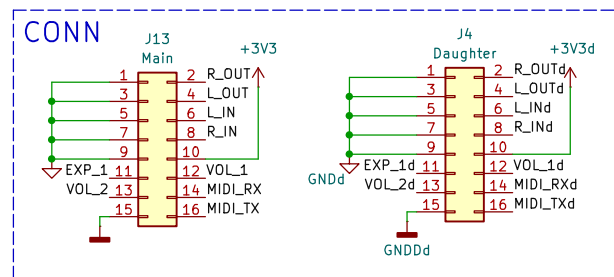 CONN
J13
Main
+3V3
1 2 R_OUT
3 4 L_OUT
5 6 L_IN
7 8 R_IN
9 10
EXP_1 11 12 VOL_1
VOL_2 13 14 MIDI_RX
15 16 MIDI_TX
J4
Daughter
+3V3d
1 2 R_OUTd
3 4 L_OUTd
5 6 L_INd
7 8 R_INd
9 10
GNDd
EXP_1d 11 12 VOL_1d
VOL_2d 13 14 MIDI_RXd
15 16 MIDI_TXd
GNDDd